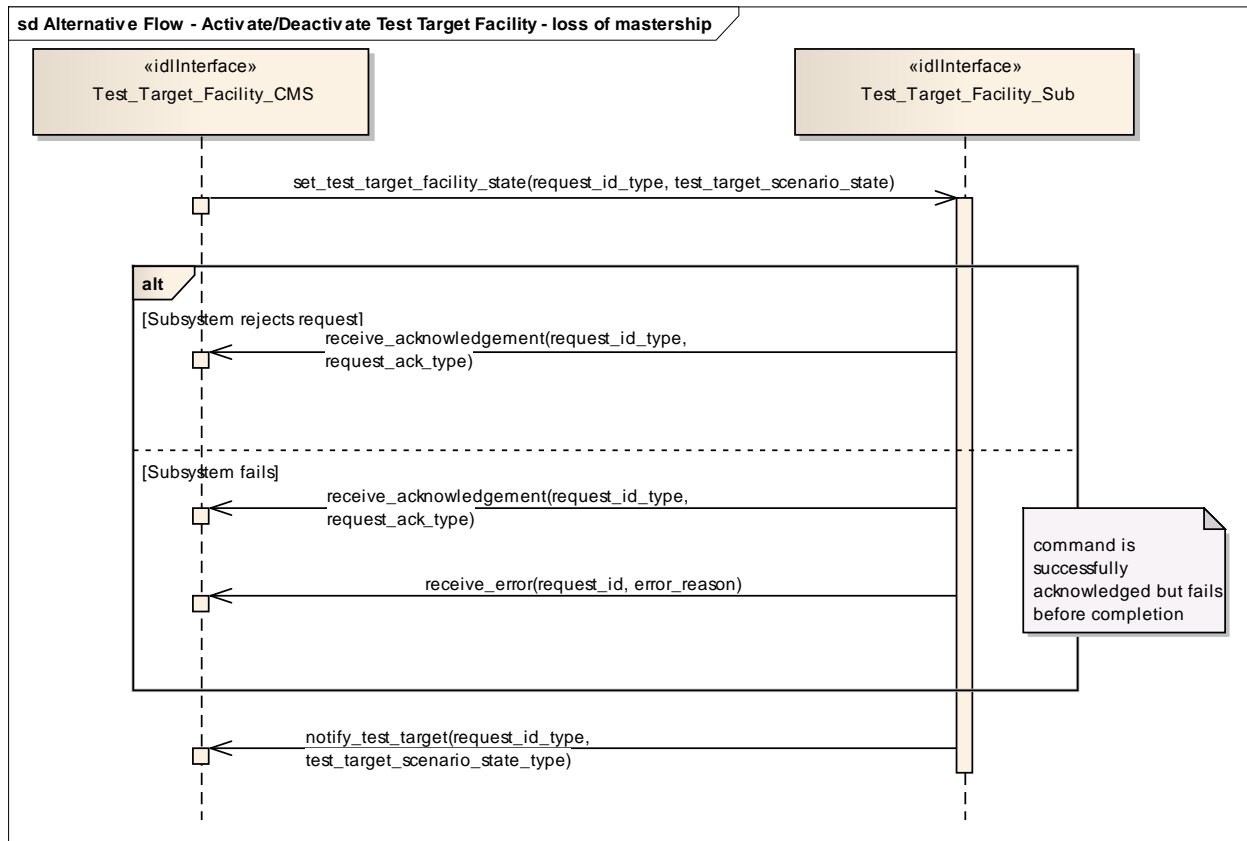 sd Alternative Flow - Activate/Deactivate Test Target Facility - loss of mastership
«idlInterface»
Test_Target_Facility_CMS
«idlInterface»
Test_Target_Facility_Sub
set_test_target_facility_state(request_id_type, test_target_scenario_state)
alt
[Subsystem rejects request]
receive_acknowledgement(request_id_type,
request_ack_type)
[Subsystem fails]
receive_acknowledgement(request_id_type,
request_ack_type)
command is
successfully
acknowledged but fails
before completion
receive_error(request_id, error_reason)
notify_test_target(request_id_type,
test_target_scenario_state_type)